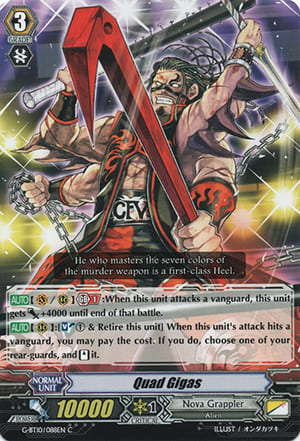 3
GRADE
CFV
He who masters the seven colors of
the murder weapon is a first-class Heel.
AUTO 1 :When this unit attacks a vanguard, this unit
gets +4000 until end of that battle.
AUTO :[ 1 & Retire this unit] When this unit's attack hits
a vanguard, you may pay the cost. If you do, choose one of your
rear-guards, and it.
NORMAL
UNIT
Quad Gigas
POWER
10000
1
CRITICAL
Nova Grappler
Alien
G-BT10/088EN C
ILLUST / オンダカツキ